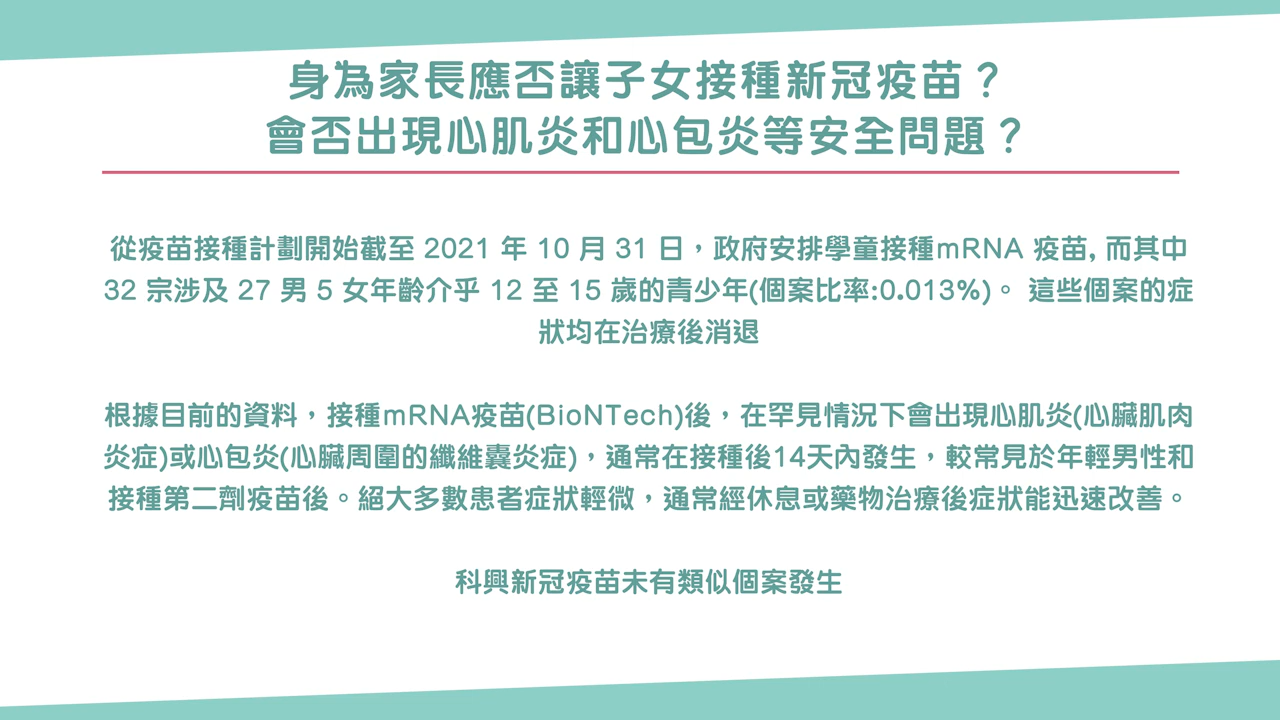 身為家長應否讓子女接種新冠疫苗？
會否出現心肌炎和心包炎等安全問題？
從疫苗接種計劃開始截至 2021 年 10 月 31 日，政府安排學童接種mRNA 疫苗, 而其中
32 宗涉及 27 男 5 女年齡介乎 12 至 15 歲的青少年(個案比率:0.013%)。 這些個案的症
狀均在治療後消退
根據目前的資料，接種mRNA疫苗(BioNTech)後，在罕見情況下會出現心肌炎(心臟肌肉
炎症)或心包炎(心臟周圍的纖維囊炎症)，通常在接種後14天內發生，較常見於年輕男性和
接種第二劑疫苗後。絕大多數患者症狀輕微，通常經休息或藥物治療後症狀能迅速改善。
科興新冠疫苗未有類似個案發生